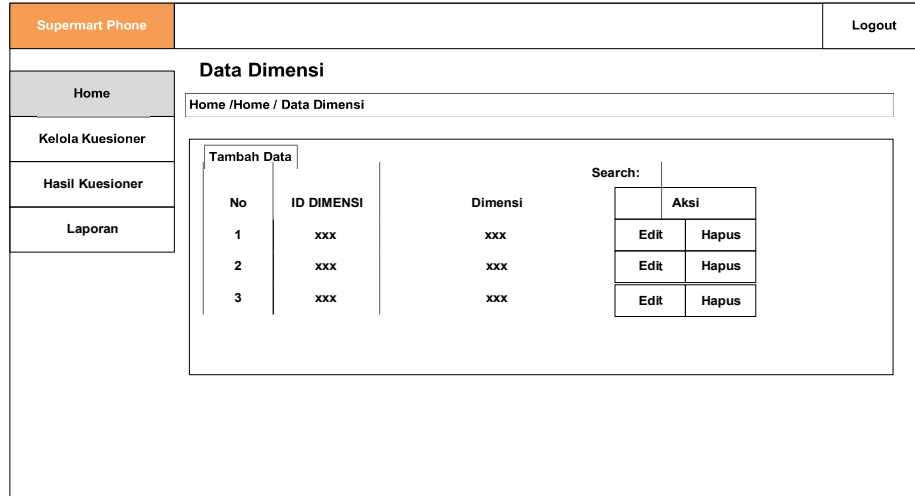 Supermart Phone
Logout
Data Dimensi
Home
Home /Home / Data Dimensi
Kelola Kuesioner
Hasil Kuesioner
Laporan
Tambah Data
Search:
No ID DIMENSI Dimensi Aksi
1 xxx xxx Edit Hapus
2 xxx xxx Edit Hapus
3 xxx xxx Edit Hapus